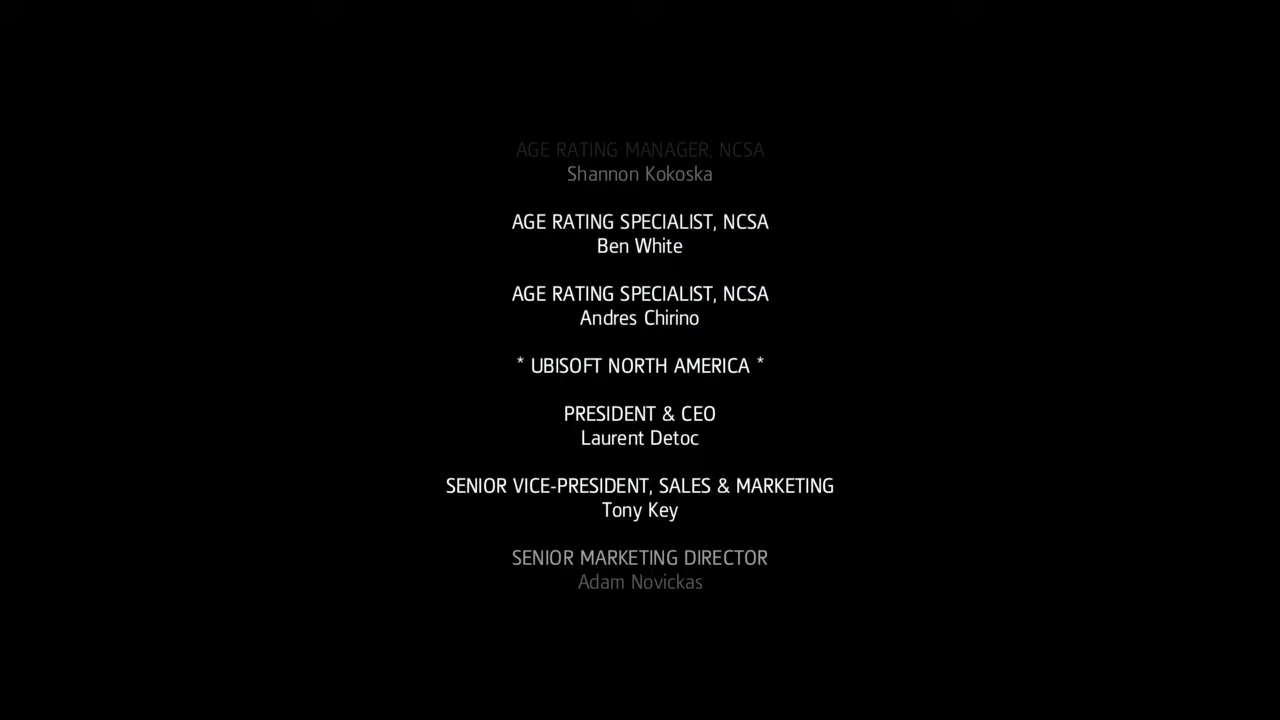 AGE RATING MANAGER, NCSA
Shannon Kokoska
AGE RATING SPECIALIST, NCSA
Ben White
AGE RATING SPECIALIST, NCSA
Andres Chirino
* UBISOFT NORTH AMERICA *
PRESIDENT & CEO
Laurent Detoc
SENIOR VICE-PRESIDENT, SALES & MARKETING
Tony Key
SENIOR MARKETING DIRECTOR
Adam Novickas